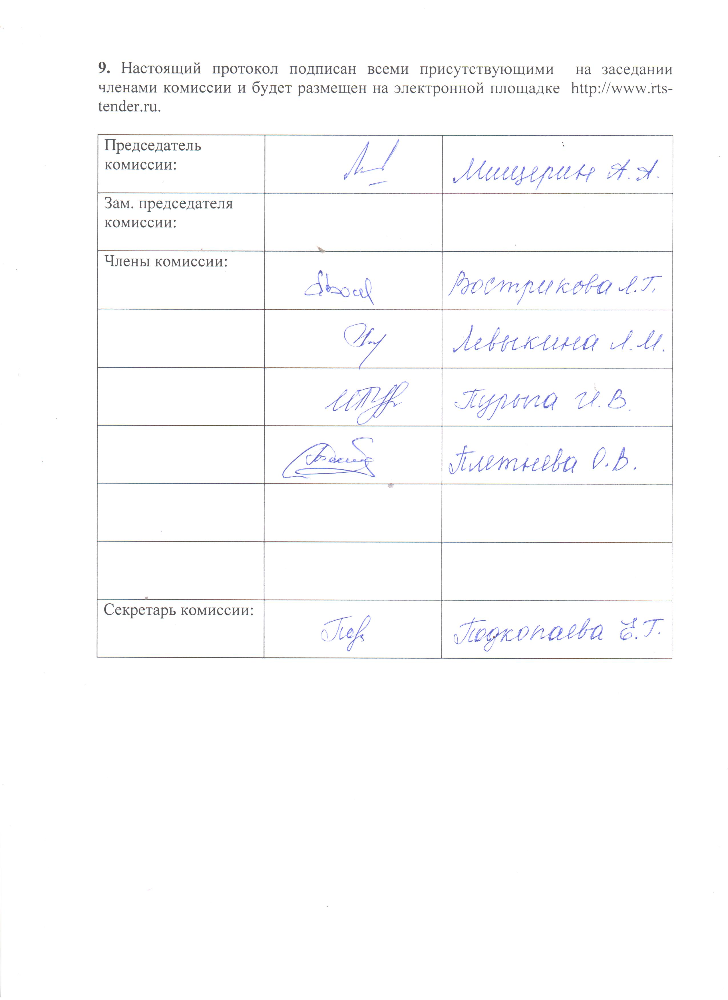 9. Настоящий протокол подписан всеми присутствующими на заседании
членами комиссии и будет размещен на электронной площадке http://www.rts-
tender.ru.
Председатель
комиссии:
Мищерин А. А.
Зам. председателя
комиссии:
Члены комиссии:
Вострикова Л.Г.
Левыкина Л.М.
Пурыга И.В.
Плетнева О.В.
Секретарь комиссии:
Подкопаева Е.Г.